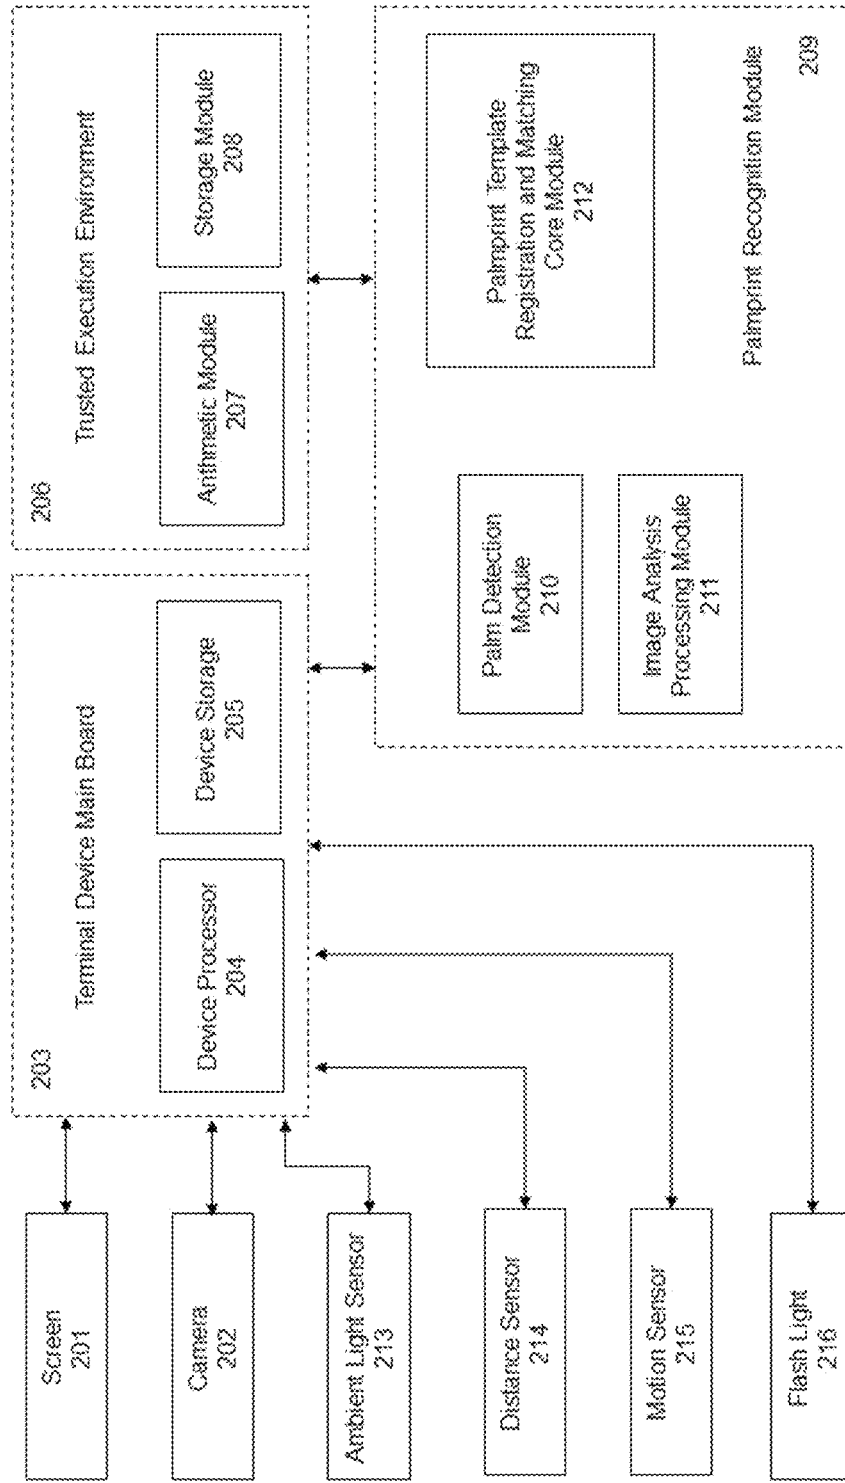 203
Terminal Device Main Board
Device Processor
204
Device Storage
205
206
Trusted Execution Environment
Arithmetic Module
207
Storage Module
208
Screen
201
Camera
202
Ambient Light Sensor
213
Distance Sensor
214
Motion Sensor
215
Flash Light
216
Palm Detection
Module
210
Image Analysis
Processing Module
211
Palmprint Template
Registration and Matching
Core Module
212
Palmprint Recognition Module
209